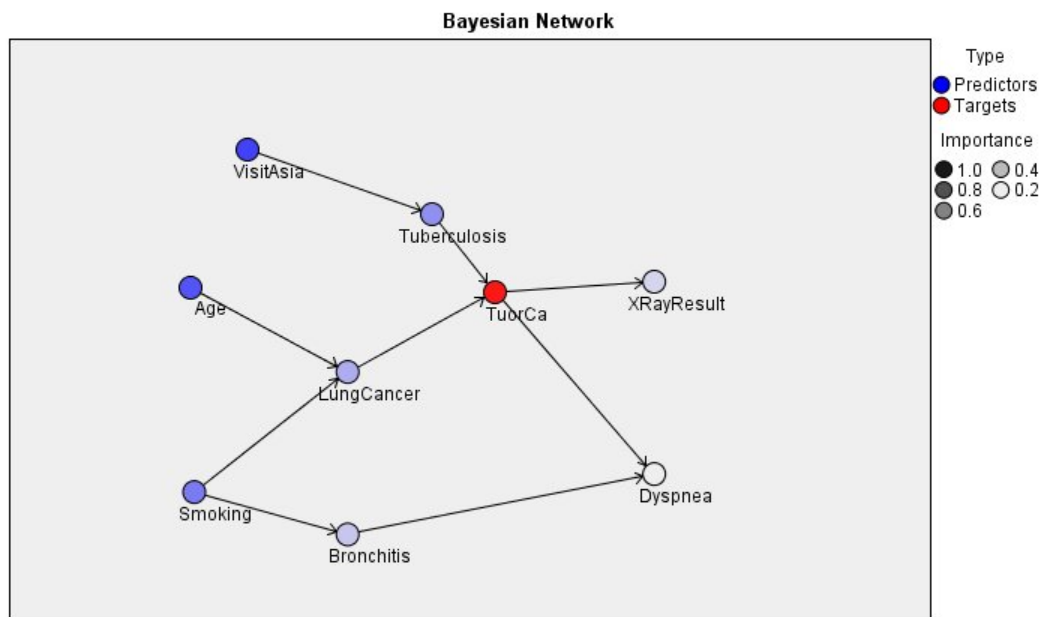 Bayesian Network
Type
Predictors
Targets
Importance
1.0 0.4
0.8 0.2
0.6
VisitAsia
Tuberculosis
Age
TuorCa
XRayResult
LungCancer
Smoking
Dyspnea
Bronchitis